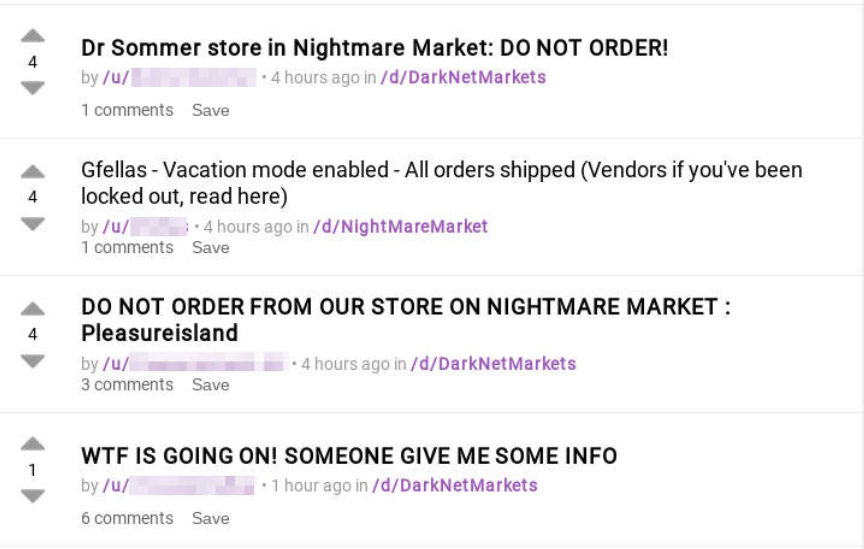 Dr Sommer store in Nightmare Market: DO NOT ORDER!
4
by /u/ • 4 hours ago in /d/DarkNetMarkets
1 comments Save
Gfellas - Vacation mode enabled - All orders shipped (Vendors if you've been
4
locked out, read here)
by /u/ • 4 hours ago in /d/NightMareMarket
1 comments Save
DO NOT ORDER FROM OUR STORE ON NIGHTMARE MARKET :
4
Pleasureisland
by /u/ • 4 hours ago in /d/DarkNetMarkets
3 comments Save
WTF IS GOING ON! SOMEONE GIVE ME SOME INFO
1
by /u/ • 1 hour ago in /d/DarkNetMarkets
6 comments Save